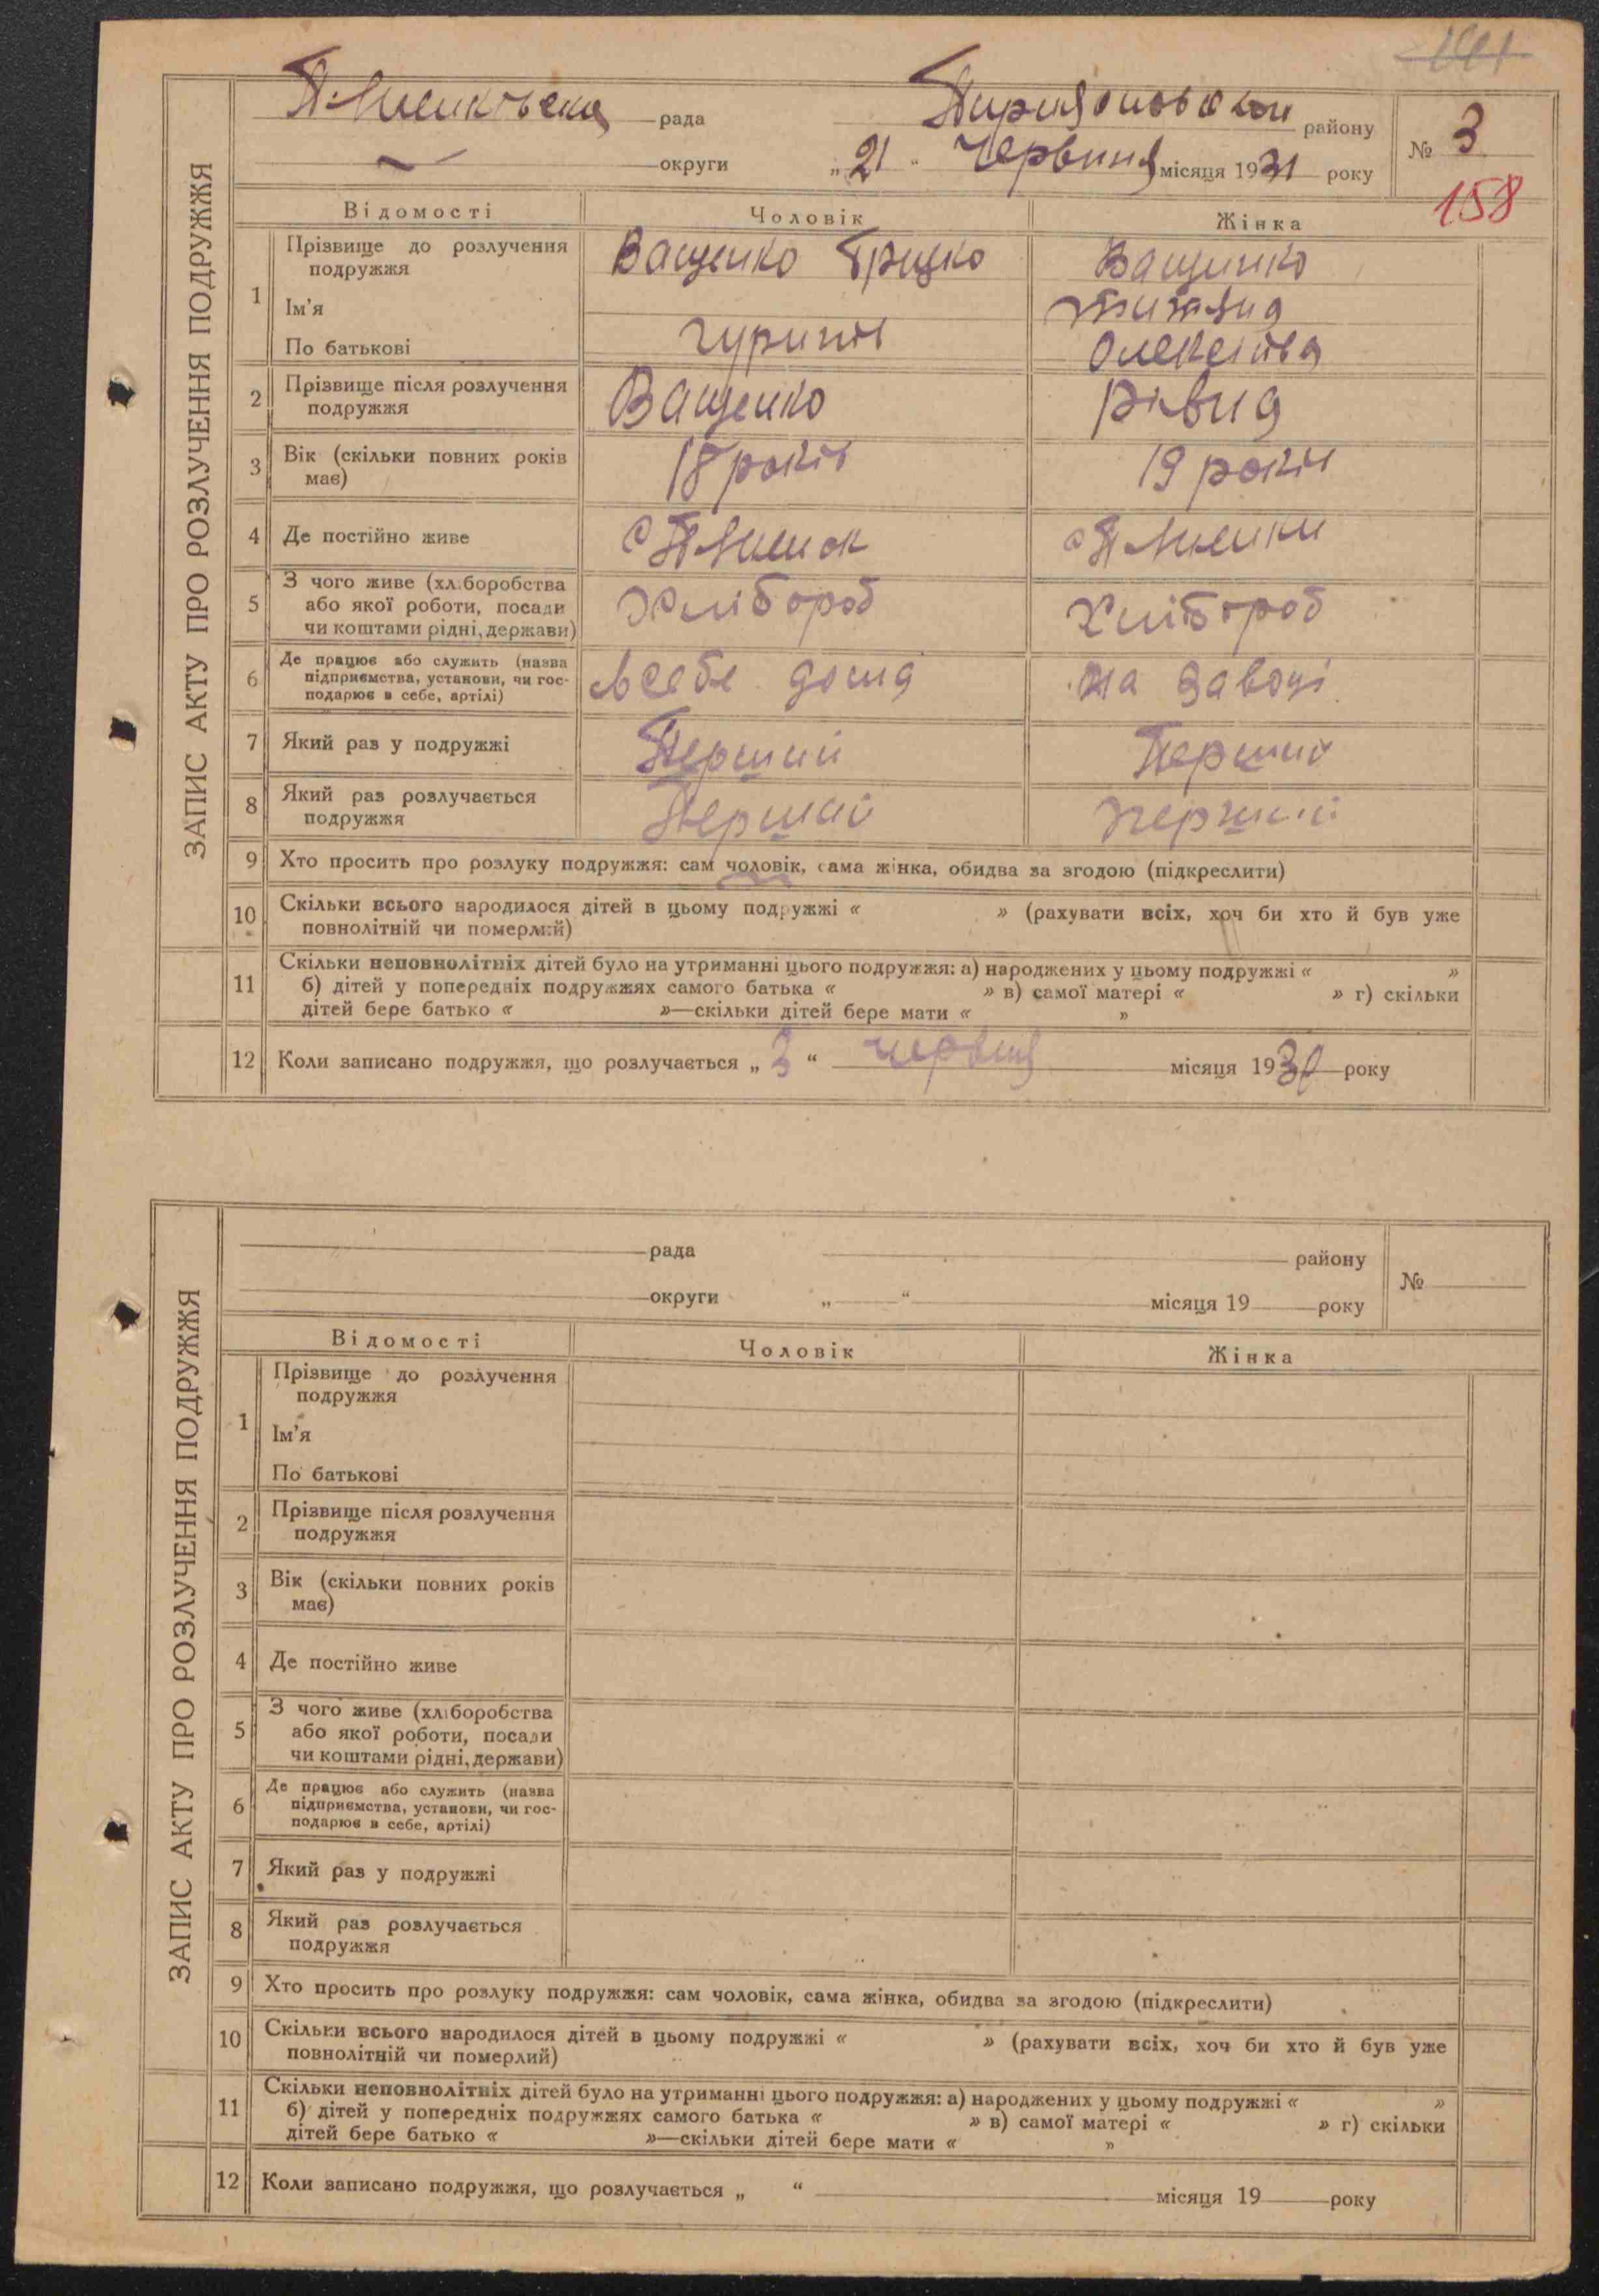 141
рада
району
№ 3
округи „21“ Червиня місяця 1931 року
158
ЗАПИС АКТУ ПРО РОЗЛУЧЕННЯ ПОДРУЖЖЯ
Відомості Чоловік Жінка
1 Прізвище до розлучення Ващенко Грицко Ващинко
подружжя
Ім'я
По батькові
2 Прізвище після розлучення Ващенко Рівна
подружжя
3 Вік (скільки повних років 18 років 19 років
має)
4 Де постійно живе
5 З чого живе (хліборобства Хлібороб Хлібороб
або якої роботи, посади
чи коштами рідні, держави)
6 Де працює або служить (назва всебе дома на заводі
підприємства, установи, чи гос-
подарює в себе, артілі)
7 Який раз у подружжі Перший Перший
8 Який раз розлучається Перший перший
подружжя
9 Хто просить про розлуку подружжя: сам чоловік, сама жінка, обидва за згодою (підкреслити)
10 Скільки всього народилося дітей в цьому подружжі « » (рахувати всіх, хоч би хто й був уже
повнолітній чи померлий)
11 Скільки неповнолітніх дітей було на утриманні цього подружжя: а) народжених у цьому подружжі « »
б) дітей у попередніх подружжях самого батька « » в) самої матері « » г) скільки
дітей бере батько « »—скільки дітей бере мати « »
12 Коли записано подружжя, що розлучається „3“ червня місяця 1930 року
рада району
№
округи „ “ місяця 19 року
ЗАПИС АКТУ ПРО РОЗЛУЧЕННЯ ПОДРУЖЖЯ
Відомості Чоловік Жінка
1 Прізвище до розлучення
подружжя
Ім'я
По батькові
2 Прізвище після розлучення
подружжя
3 Вік (скільки повних років
має)
4 Де постійно живе
5 З чого живе (хліборобства
або якої роботи, посади
чи коштами рідні, держави)
6 Де працює або служить (назва
підприємства, установи, чи гос-
подарює в себе, артілі)
7 Який раз у подружжі
8 Який раз розлучається
подружжя
9 Хто просить про розлуку подружжя: сам чоловік, сама жінка, обидва за згодою (підкреслити)
10 Скільки всього народилося дітей в цьому подружжі « » (рахувати всіх, хоч би хто й був уже
повнолітній чи померлий)
11 Скільки неповнолітніх дітей було на утриманні цього подружжя: а) народжених у цьому подружжі « »
б) дітей у попередніх подружжях самого батька « » в) самої матері « » г) скільки
дітей бере батько « »—скільки дітей бере мати « »
12 Коли записано подружжя, що розлучається „ “ місяця 19 року